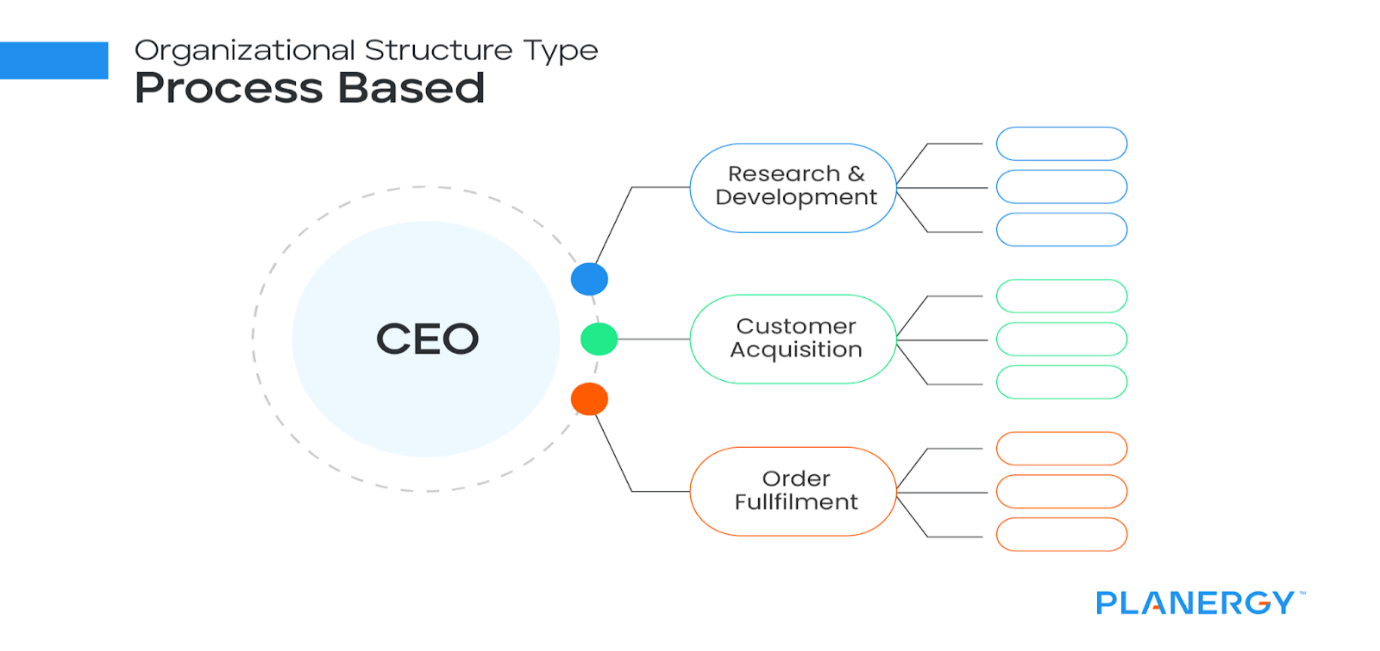 Organizational Structure Type
Process Based
CEO
Research &
Development
Customer
Acquisition
Order
Fullfilment
PLANERGY™